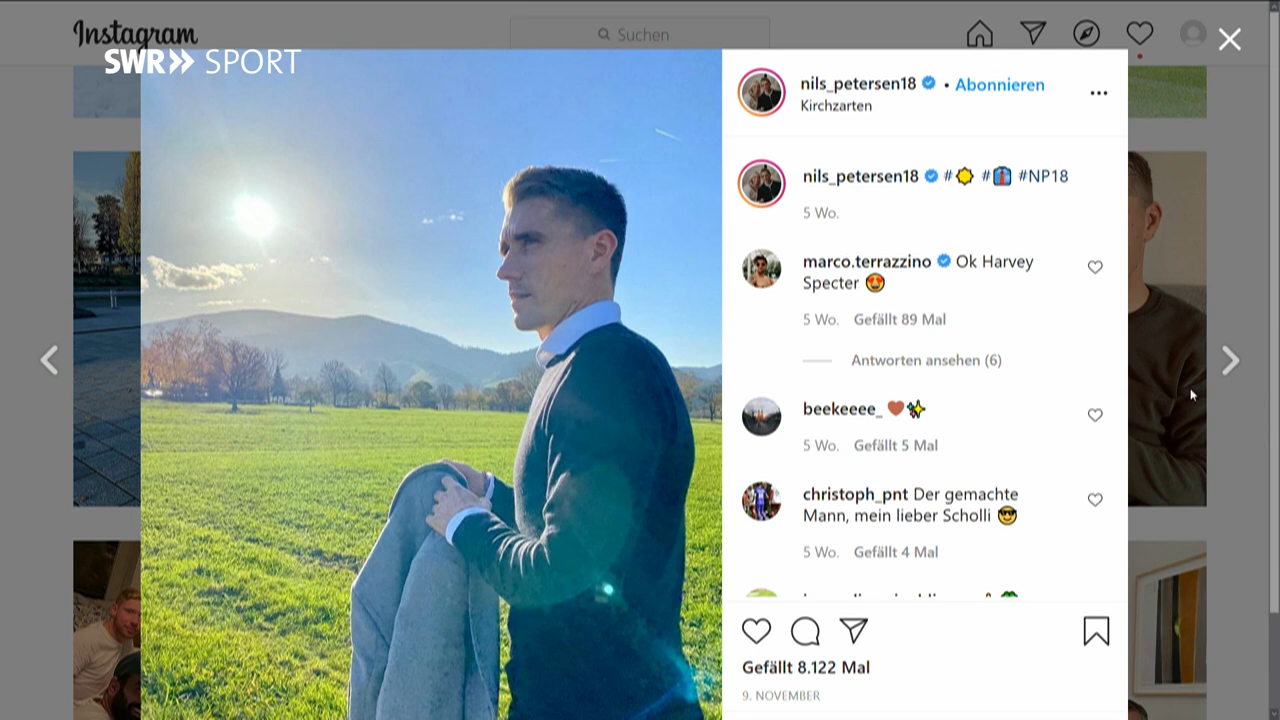 Instagram
Suchen
SWR» SPORT
nils_petersen18 • Abonnieren
Kirchzarten
nils_petersen18 # # #NP18
5 Wo.
marco.terrazzino Ok Harvey
Specter
5 Wo. Gefällt 89 Mal
Antworten ansehen (6)
beekeeee_
5 Wo. Gefällt 5 Mal
christoph_pnt Der gemachte
Mann, mein lieber Scholli
5 Wo. Gefällt 4 Mal
Gefällt 8.122 Mal
9. NOVEMBER